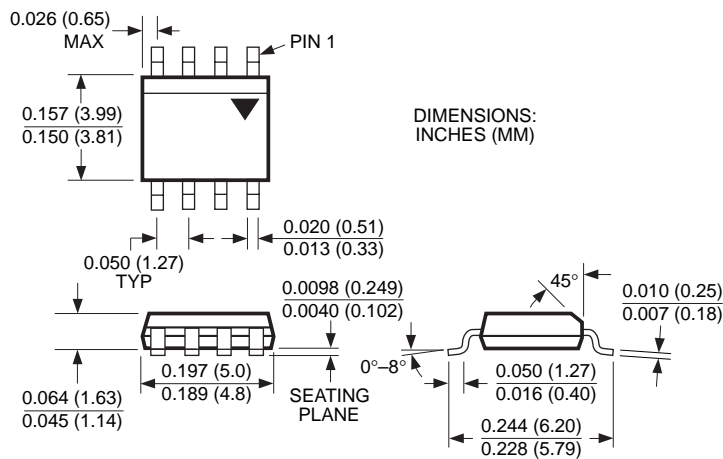 0.026 (0.65)
MAX
PIN 1
0.157 (3.99)
0.150 (3.81)
DIMENSIONS:
INCHES (MM)
0.020 (0.51)
0.013 (0.33)
0.050 (1.27)
TYP
0.0098 (0.249)
0.0040 (0.102)
45°
0.010 (0.25)
0.007 (0.18)
0°–8°
0.064 (1.63)
0.045 (1.14)
0.197 (5.0)
0.189 (4.8)
SEATING
PLANE
0.050 (1.27)
0.016 (0.40)
0.244 (6.20)
0.228 (5.79)